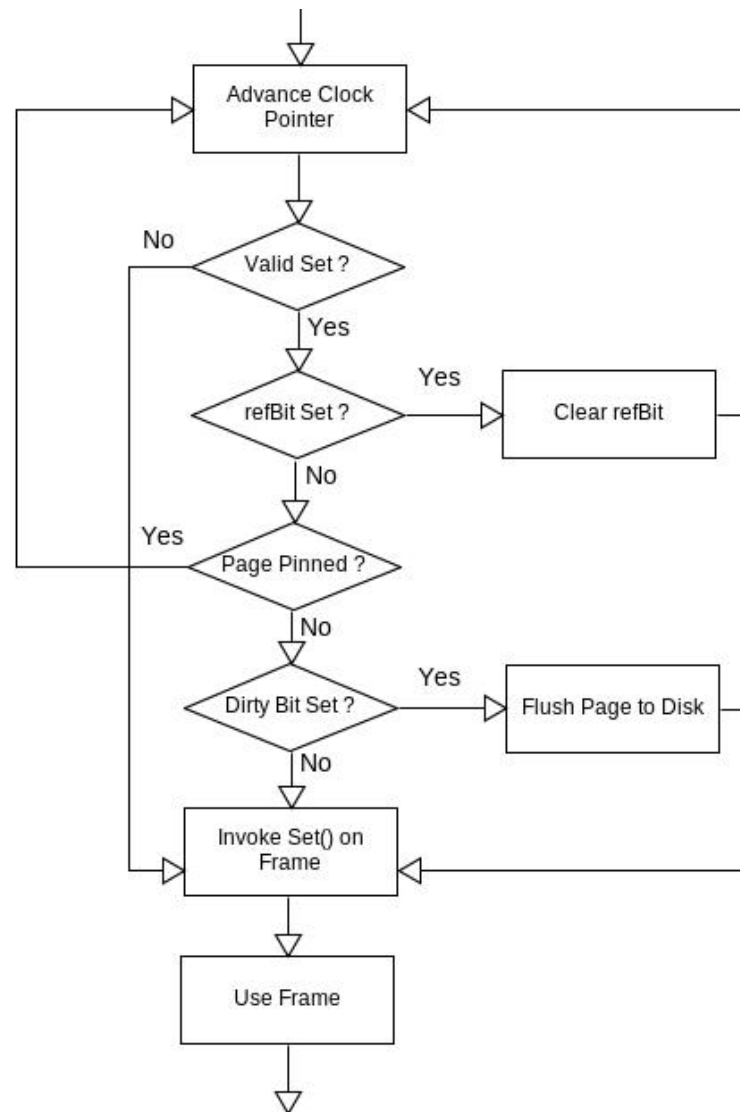 Advance Clock
Pointer
No
Valid Set ?
Yes
Yes
refBit Set ?
Clear refBit
No
Yes
Page Pinned ?
No
Yes
Dirty Bit Set ?
Flush Page to Disk
No
Invoke Set() on
Frame
Use Frame